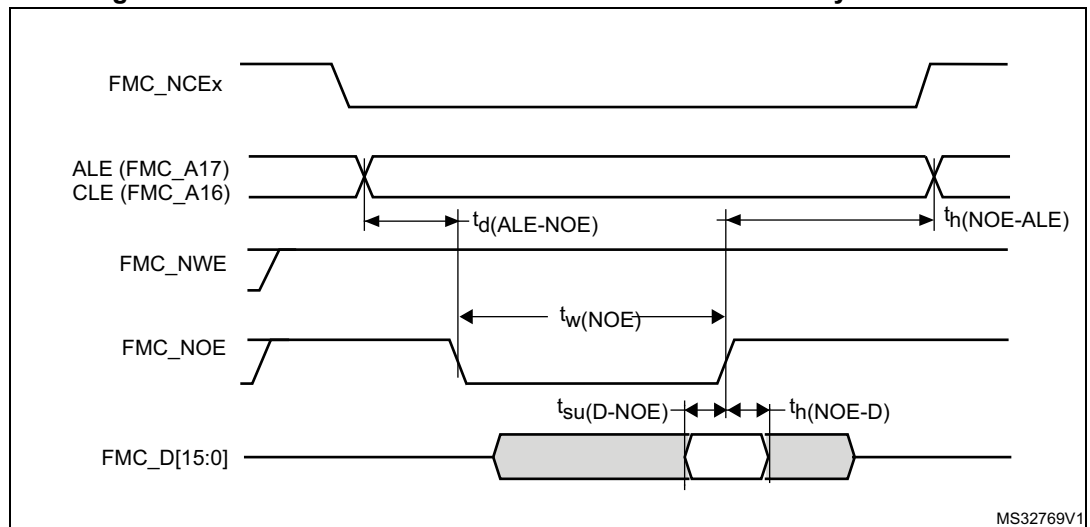 FMC_NCEx
ALE (FMC_A17)
CLE (FMC_A16)
td(ALE-NOE)
th(NOE-ALE)
FMC_NWE
tw(NOE)
FMC_NOE
tsu(D-NOE)
th(NOE-D)
FMC_D[15:0]
MS32769V1